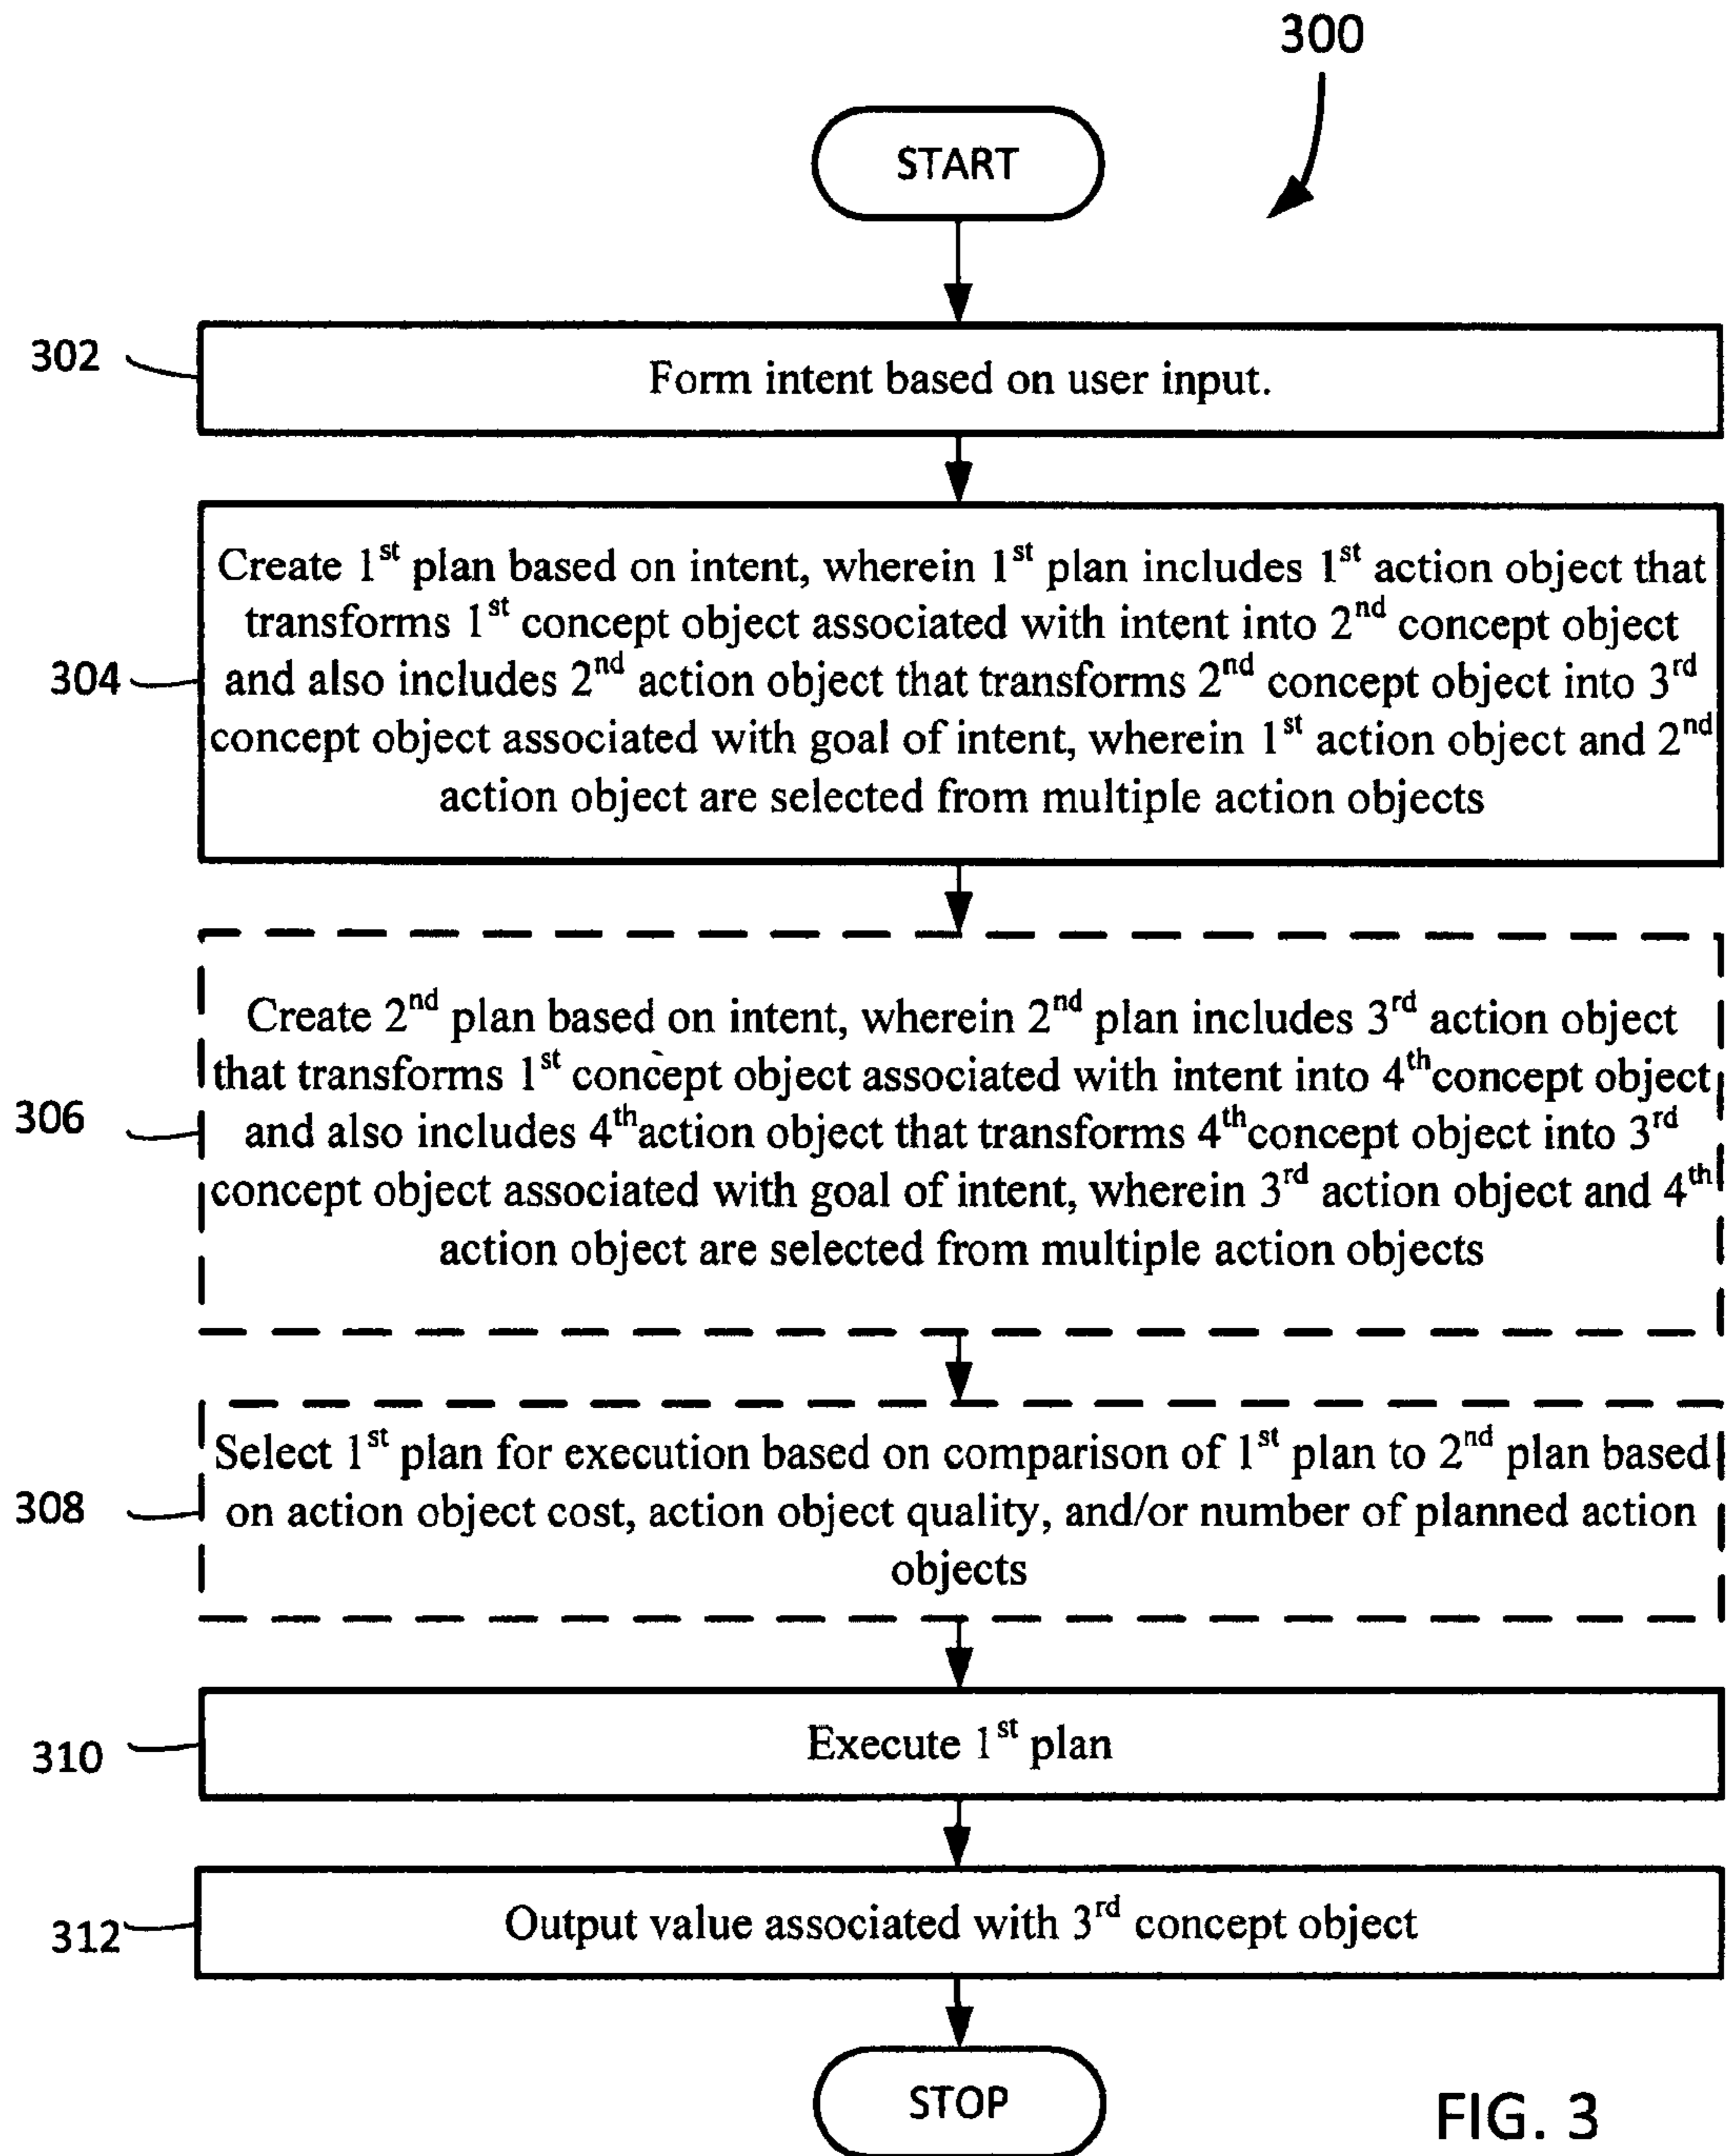 300
START
302
Form intent based on user input.
Create 1st plan based on intent, wherein 1st plan includes 1st action object that
transforms 1st concept object associated with intent into 2nd concept object
304
and also includes 2nd action object that transforms 2nd concept object into 3rd
concept object associated with goal of intent, wherein 1st action object and 2nd
action object are selected from multiple action objects
Create 2nd plan based on intent, wherein 2nd plan includes 3rd action object
that transforms 1st concept object associated with intent into 4th concept object
306
and also includes 4th action object that transforms 4th concept object into 3rd
concept object associated with goal of intent, wherein 3rd action object and 4th
action object are selected from multiple action objects
Select 1st plan for execution based on comparison of 1st plan to 2nd plan based
308
on action object cost, action object quality, and/or number of planned action
objects
310
Execute 1st plan
312
Output value associated with 3rd concept object
STOP
FIG. 3